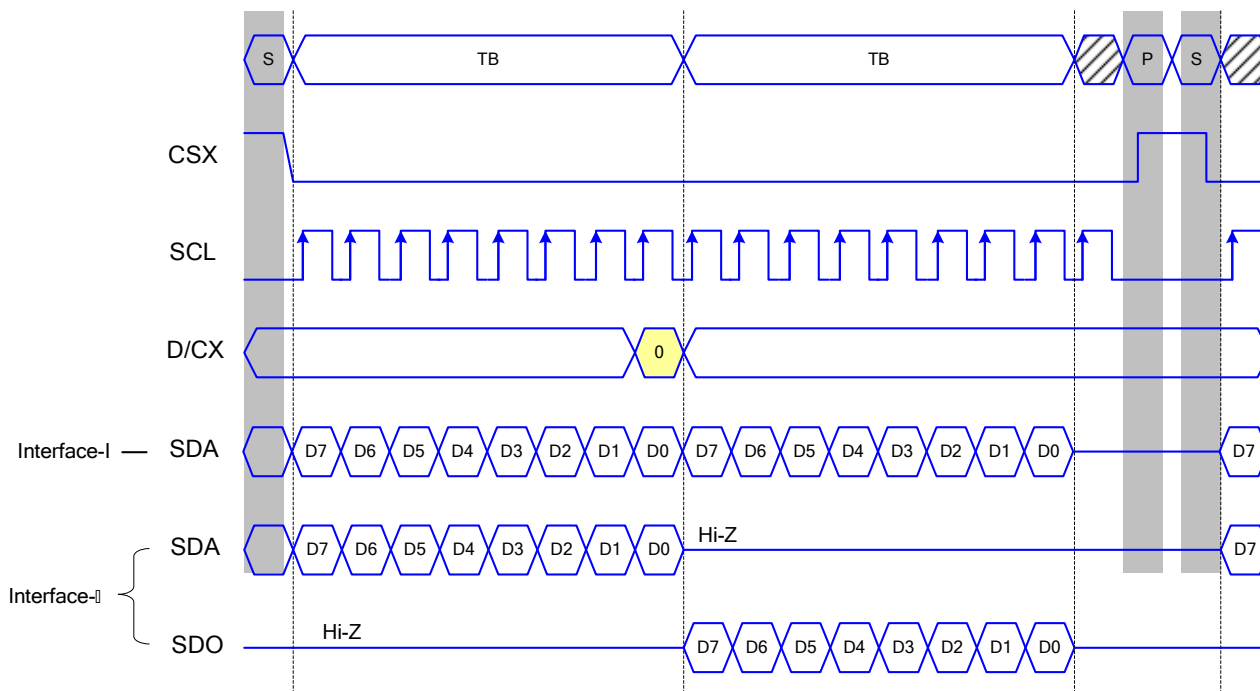 S TB TB P S
CSX
SCL
D/CX 0
Interface-I SDA D7 D6 D5 D4 D3 D2 D1 D0 D7 D6 D5 D4 D3 D2 D1 D0 D7
SDA D7 D6 D5 D4 D3 D2 D1 D0 Hi-Z D7
Interface-▯
SDO Hi-Z D7 D6 D5 D4 D3 D2 D1 D0